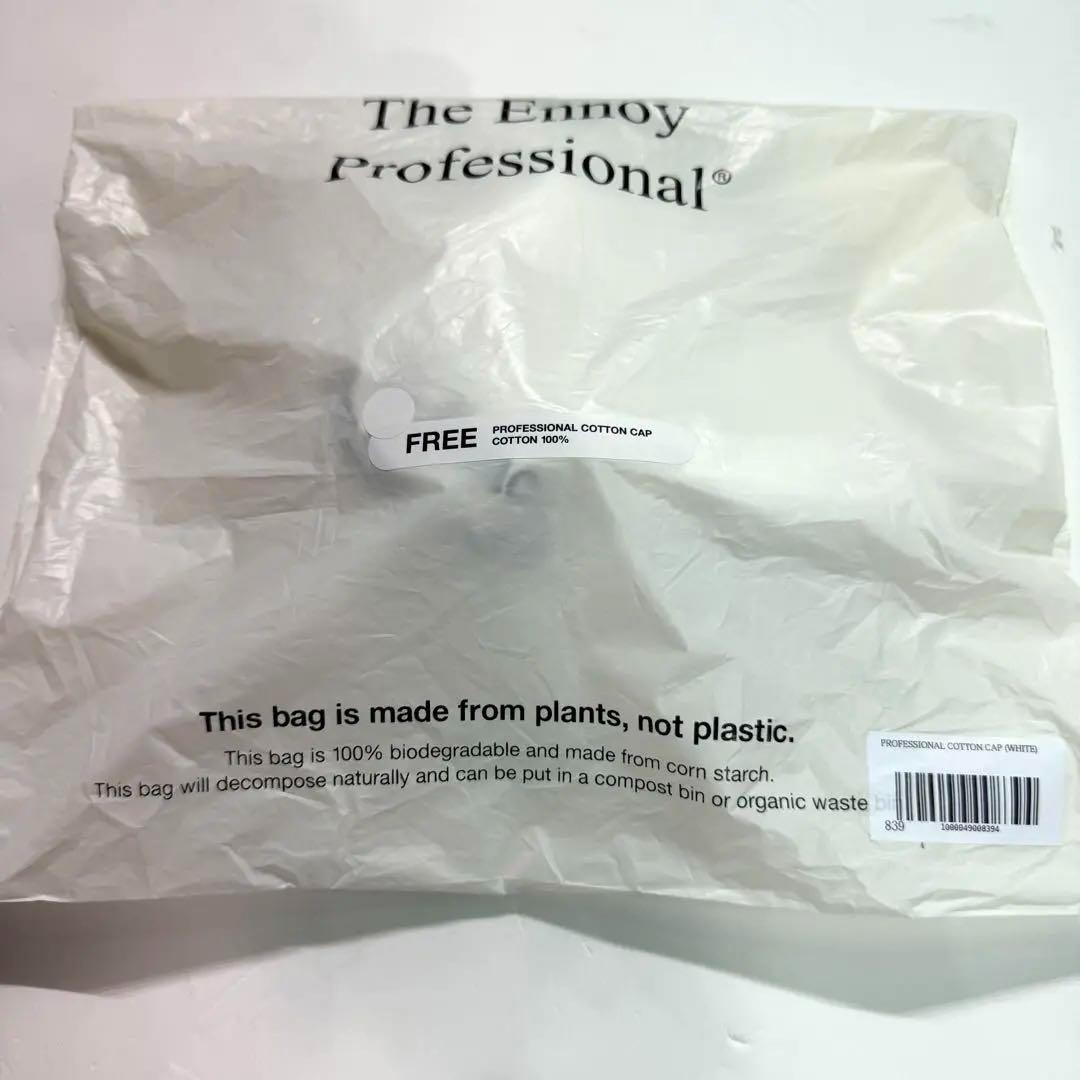 The Ennoy
Professional®
FREE
PROFESSIONAL COTTON CAP
COTTON 100%
This bag is made from plants, not plastic.
This bag is 100% biodegradable and made from corn starch.
This bag will decompose naturally and can be put in a compost bin or organic waste bin
PROFESSIONAL COTTON CAP (WHITE)
839
1000049008394